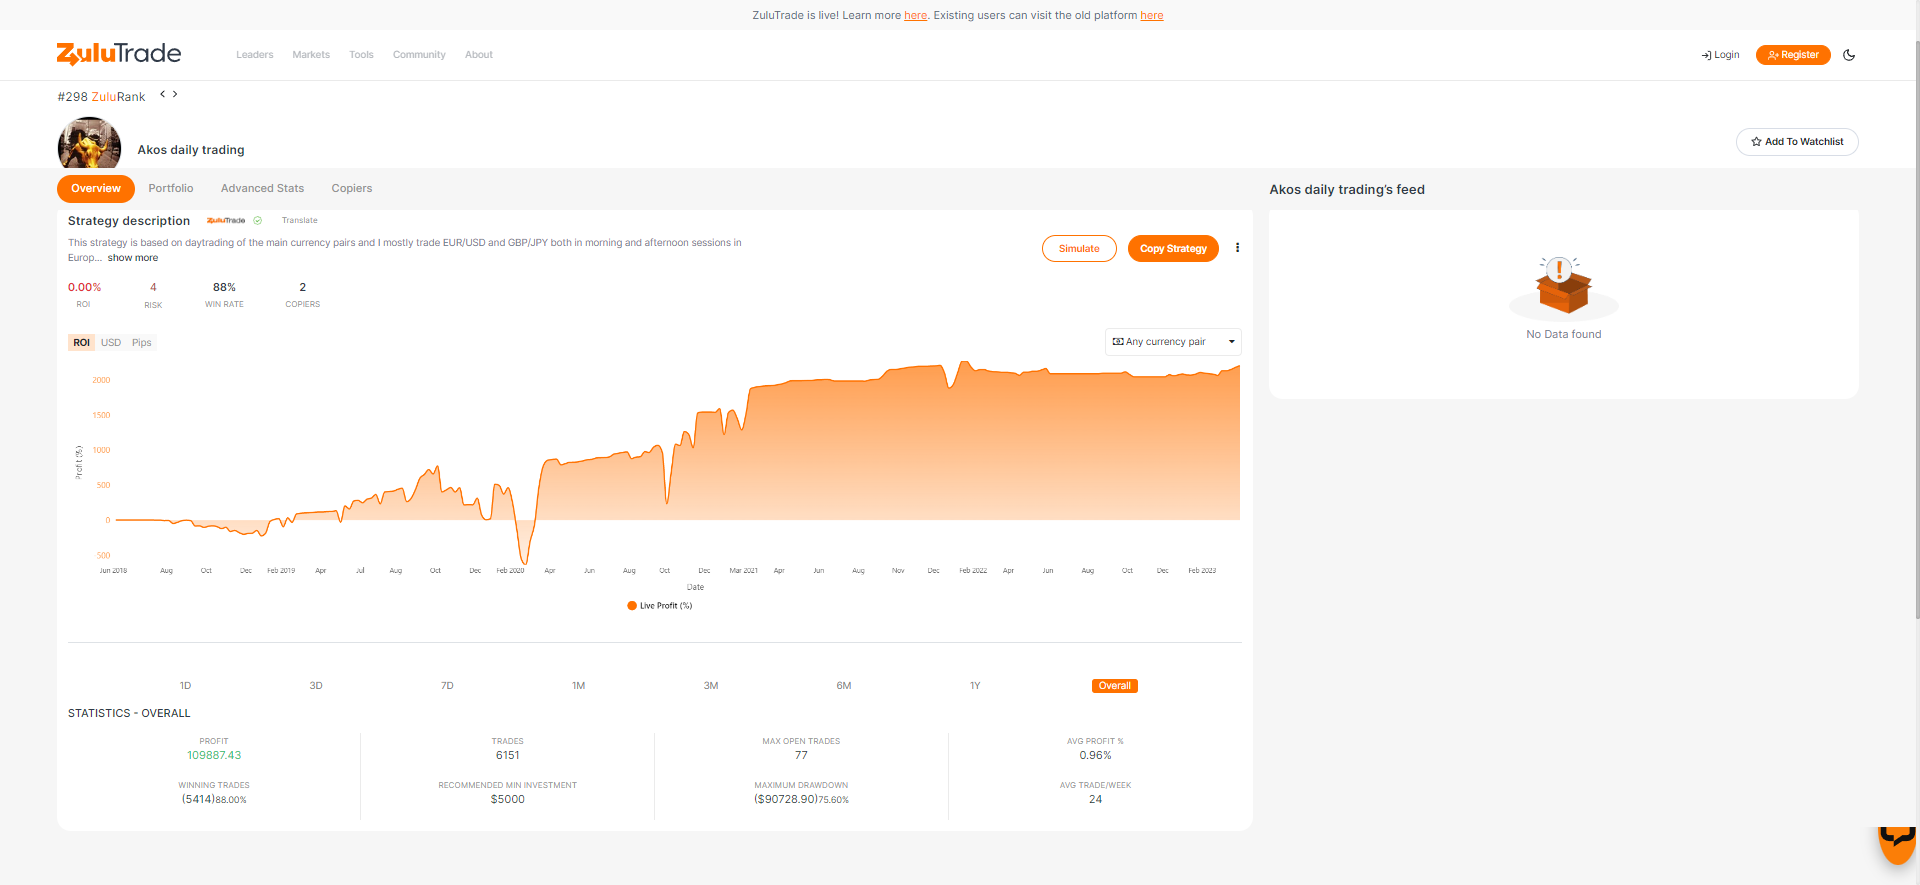 ZuluTrade is live! Learn more here. Existing users can visit the old platform here
ZuluTrade
Leaders Markets Tools Community About
Login Register
#298 ZuluRank < >
Akos daily trading
Add To Watchlist
Overview Portfolio Advanced Stats Copiers
Akos daily trading's feed
Strategy description ZuluTrade Translate
This strategy is based on daytrading of the main currency pairs and I mostly trade EUR/USD and GBP/JPY both in morning and afternoon sessions in
Europ... show more
Simulate Copy Strategy
0.00% 4 88% 2
ROI RISK WIN RATE COPIERS
No Data found
ROI USD Pips
Any currency pair
2000
1500
1000
500
0
500
Profit (%)
Jun 2018 Aug Oct Dec Feb 2019 Apr Jul Aug Oct Dec Feb 2020 Apr Jun Aug Oct Dec Mar 2021 Apr Jun Aug Nov Dec Feb 2022 Apr Jun Aug Oct Dec Feb 2023
Date
Live Profit (%)
1D 3D 7D 1M 3M 6M 1Y Overall
STATISTICS - OVERALL
PROFIT TRADES MAX OPEN TRADES AVG PROFIT %
109887.43 6151 77 0.96%
WINNING TRADES RECOMMENDED MIN INVESTMENT MAXIMUM DRAWDOWN AVG TRADE/WEEK
(5414)88.00% $5000 ($90728.90)75.60% 24